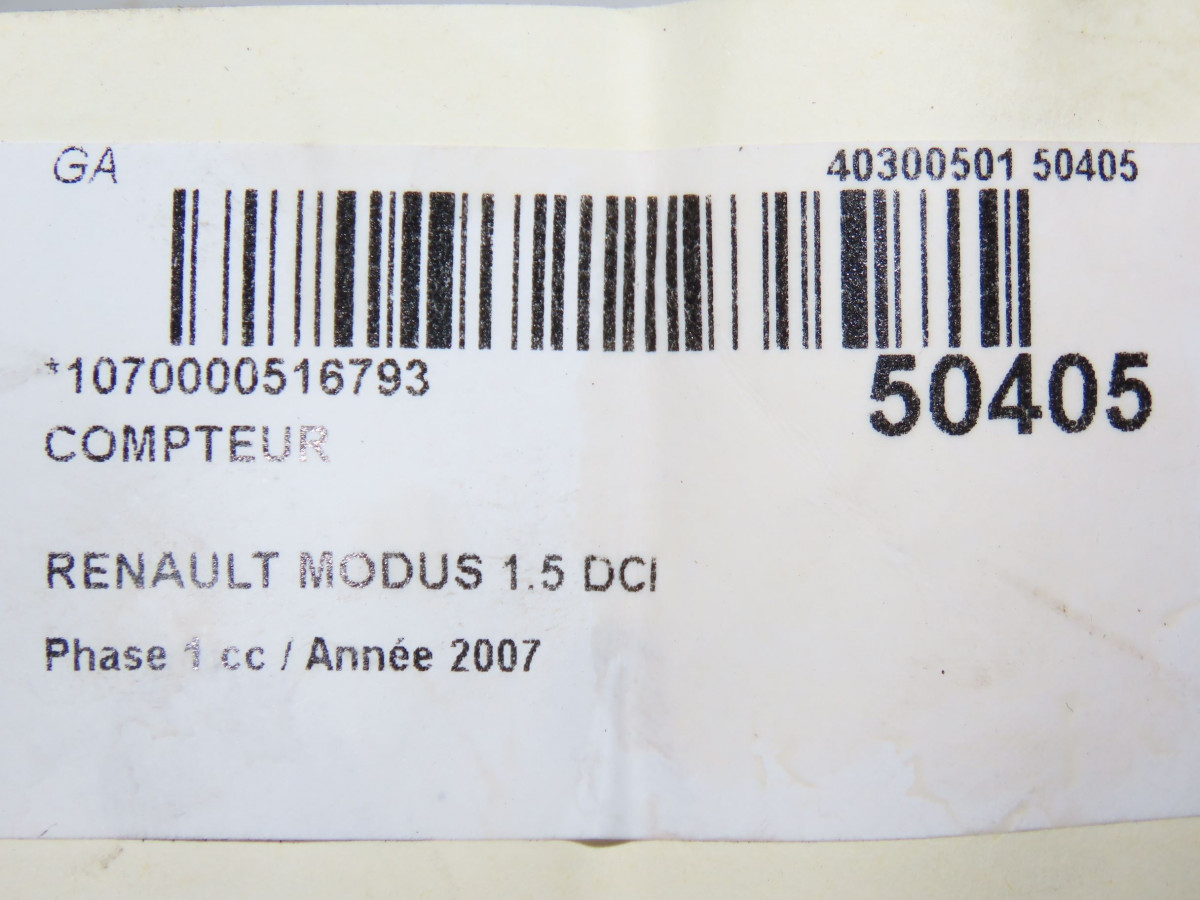 GA 40300501 50405
*1070000516793
50405
COMPTEUR
RENAULT MODUS 1.5 DCI
Phase 1 cc / Année 2007